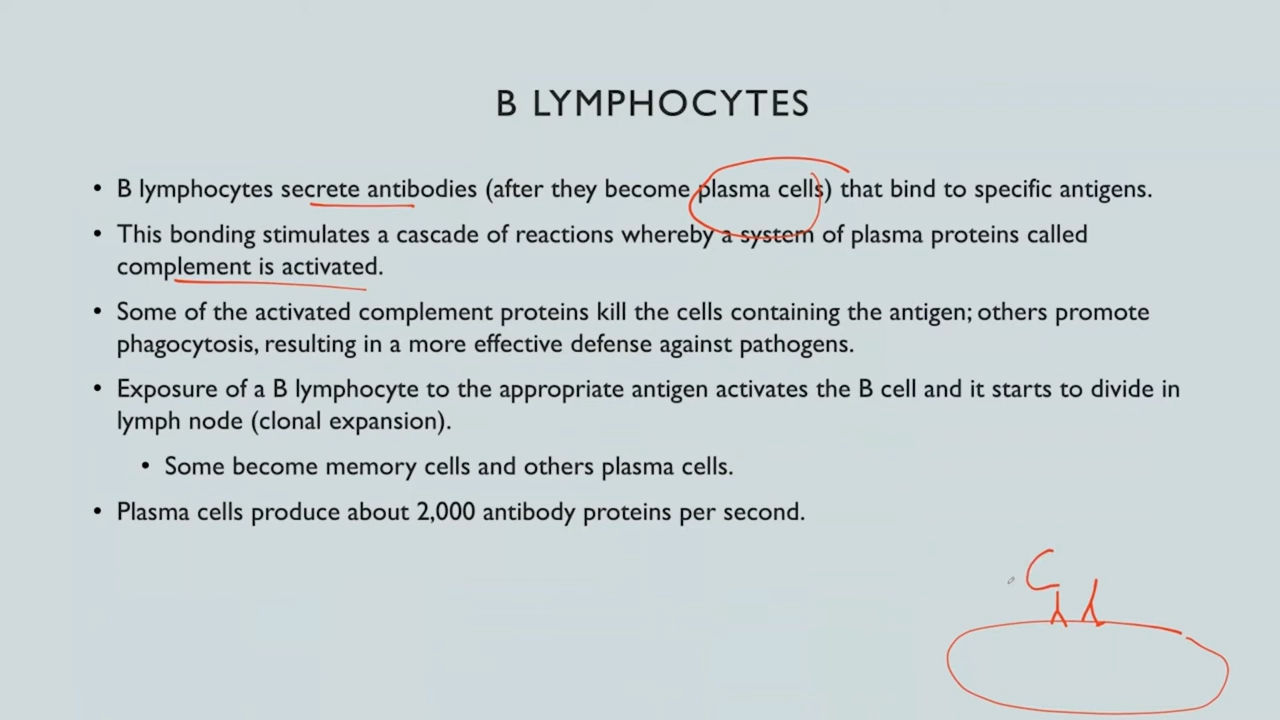 B LYMPHOCYTES
• B lymphocytes secrete antibodies (after they become plasma cells) that bind to specific antigens.
• This bonding stimulates a cascade of reactions whereby a system of plasma proteins called
complement is activated.
• Some of the activated complement proteins kill the cells containing the antigen; others promote
phagocytosis, resulting in a more effective defense against pathogens.
• Exposure of a B lymphocyte to the appropriate antigen activates the B cell and it starts to divide in
lymph node (clonal expansion).
• Some become memory cells and others plasma cells.
• Plasma cells produce about 2,000 antibody proteins per second.
C